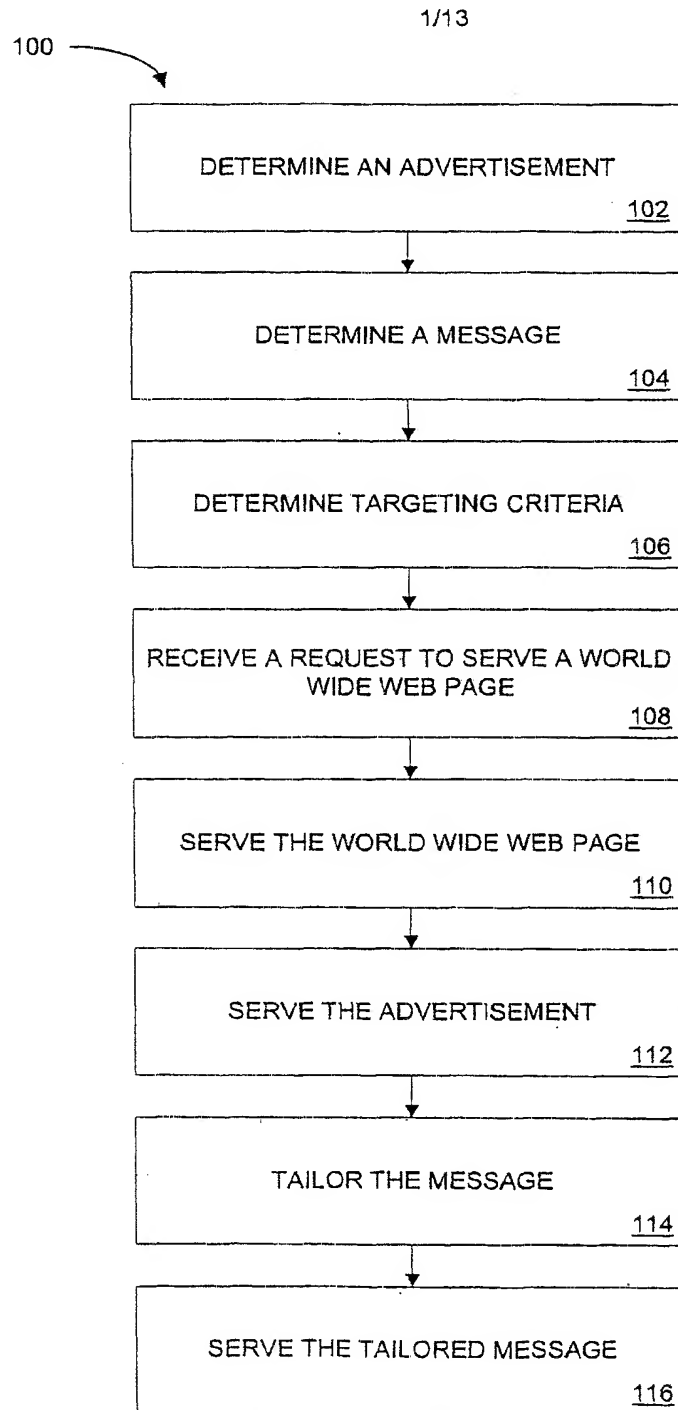 1/13
100
DETERMINE AN ADVERTISEMENT
102
DETERMINE A MESSAGE
104
DETERMINE TARGETING CRITERIA
106
RECEIVE A REQUEST TO SERVE A WORLD
WIDE WEB PAGE
108
SERVE THE WORLD WIDE WEB PAGE
110
SERVE THE ADVERTISEMENT
112
TAILOR THE MESSAGE
114
SERVE THE TAILORED MESSAGE
116